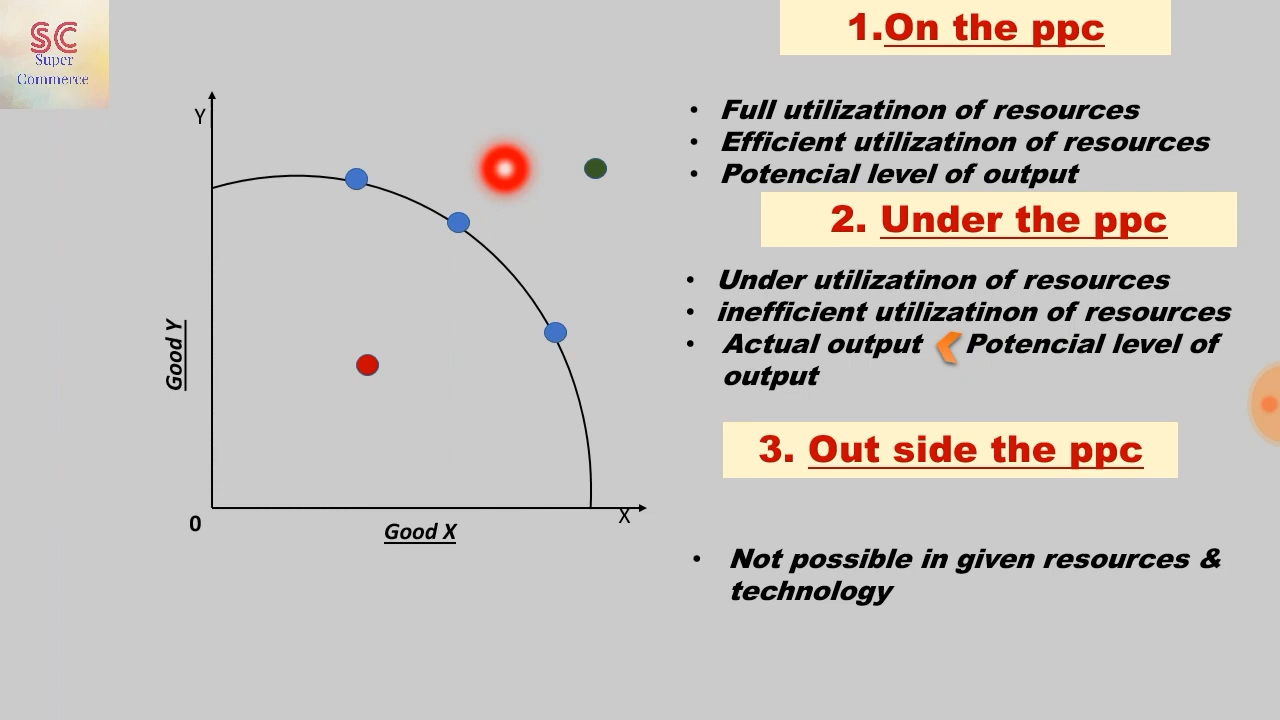 SC
Super
Commerce
1.On the ppc
Y
• Full utilizatinon of resources
• Efficient utilizatinon of resources
• Potencial level of output
2. Under the ppc
• Under utilizatinon of resources
• inefficient utilizatinon of resources
• Actual output < Potencial level of
output
Good Y
3. Out side the ppc
0
X
Good X
• Not possible in given resources &
technology